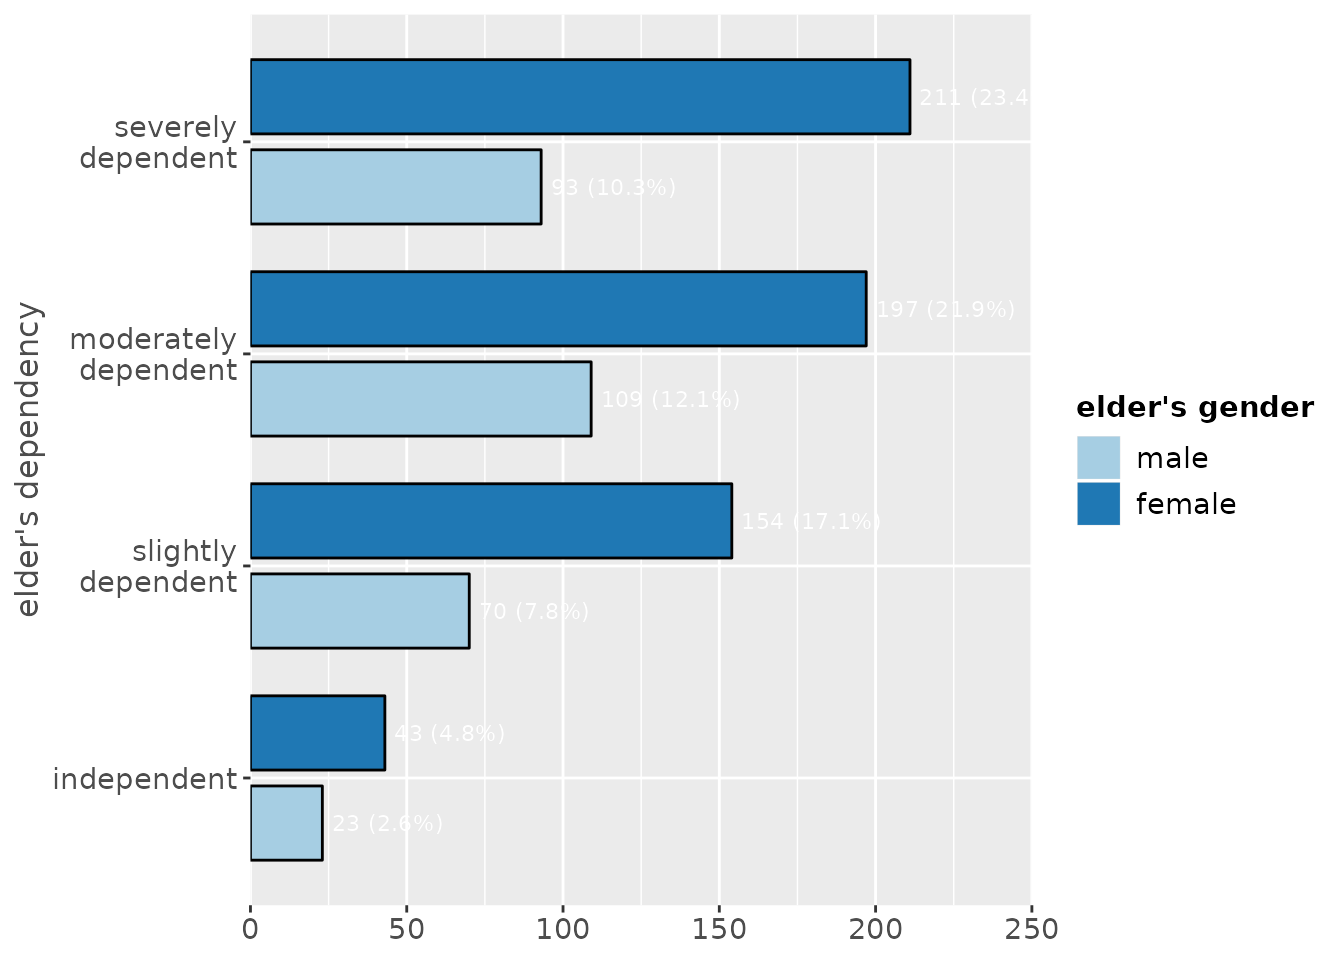 211 (23.4
severely
dependent
93 (10.3%)
197 (21.9%)
moderately
dependent
109 (12.1%)
154 (17.1%)
slightly
dependent
70 (7.8%)
43 (4.8%)
independent
23 (2.6%)
elder's dependency
0 50 100 150 200 250
elder's gender
male
female